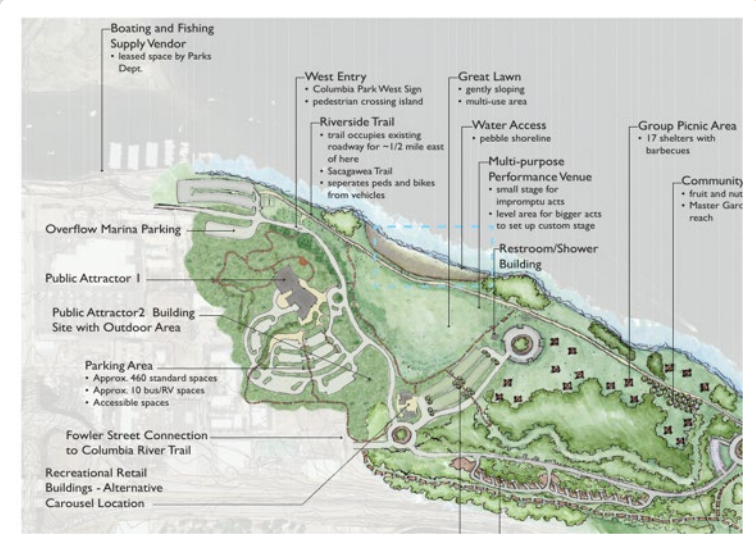 Boating and Fishing
Supply Vendor
• leased space by Parks
Dept.
West Entry
• Columbia Park West Sign
• pedestrian crossing island
Great Lawn
• gently sloping
• multi-use area
Riverside Trail
• trail occupies existing
roadway for ~1/2 mile east
of here
• Sacagawea Trail
• seperates peds and bikes
from vehicles
Water Access
• pebble shoreline
Group Picnic Area
• 17 shelters with
barbecues
Multi-purpose
Performance Venue
• small stage for
impromptu acts
• level area for bigger acts
to set up custom stage
Community
• fruit and nut
• Master Gard
reach
Overflow Marina Parking
Restroom/Shower
Building
Public Attractor 1
Public Attractor2 Building
Site with Outdoor Area
Parking Area
• Approx. 460 standard spaces
• Approx. 10 bus/RV spaces
• Accessible spaces
Fowler Street Connection
to Columbia River Trail
Recreational Retail
Buildings - Alternative
Carousel Location